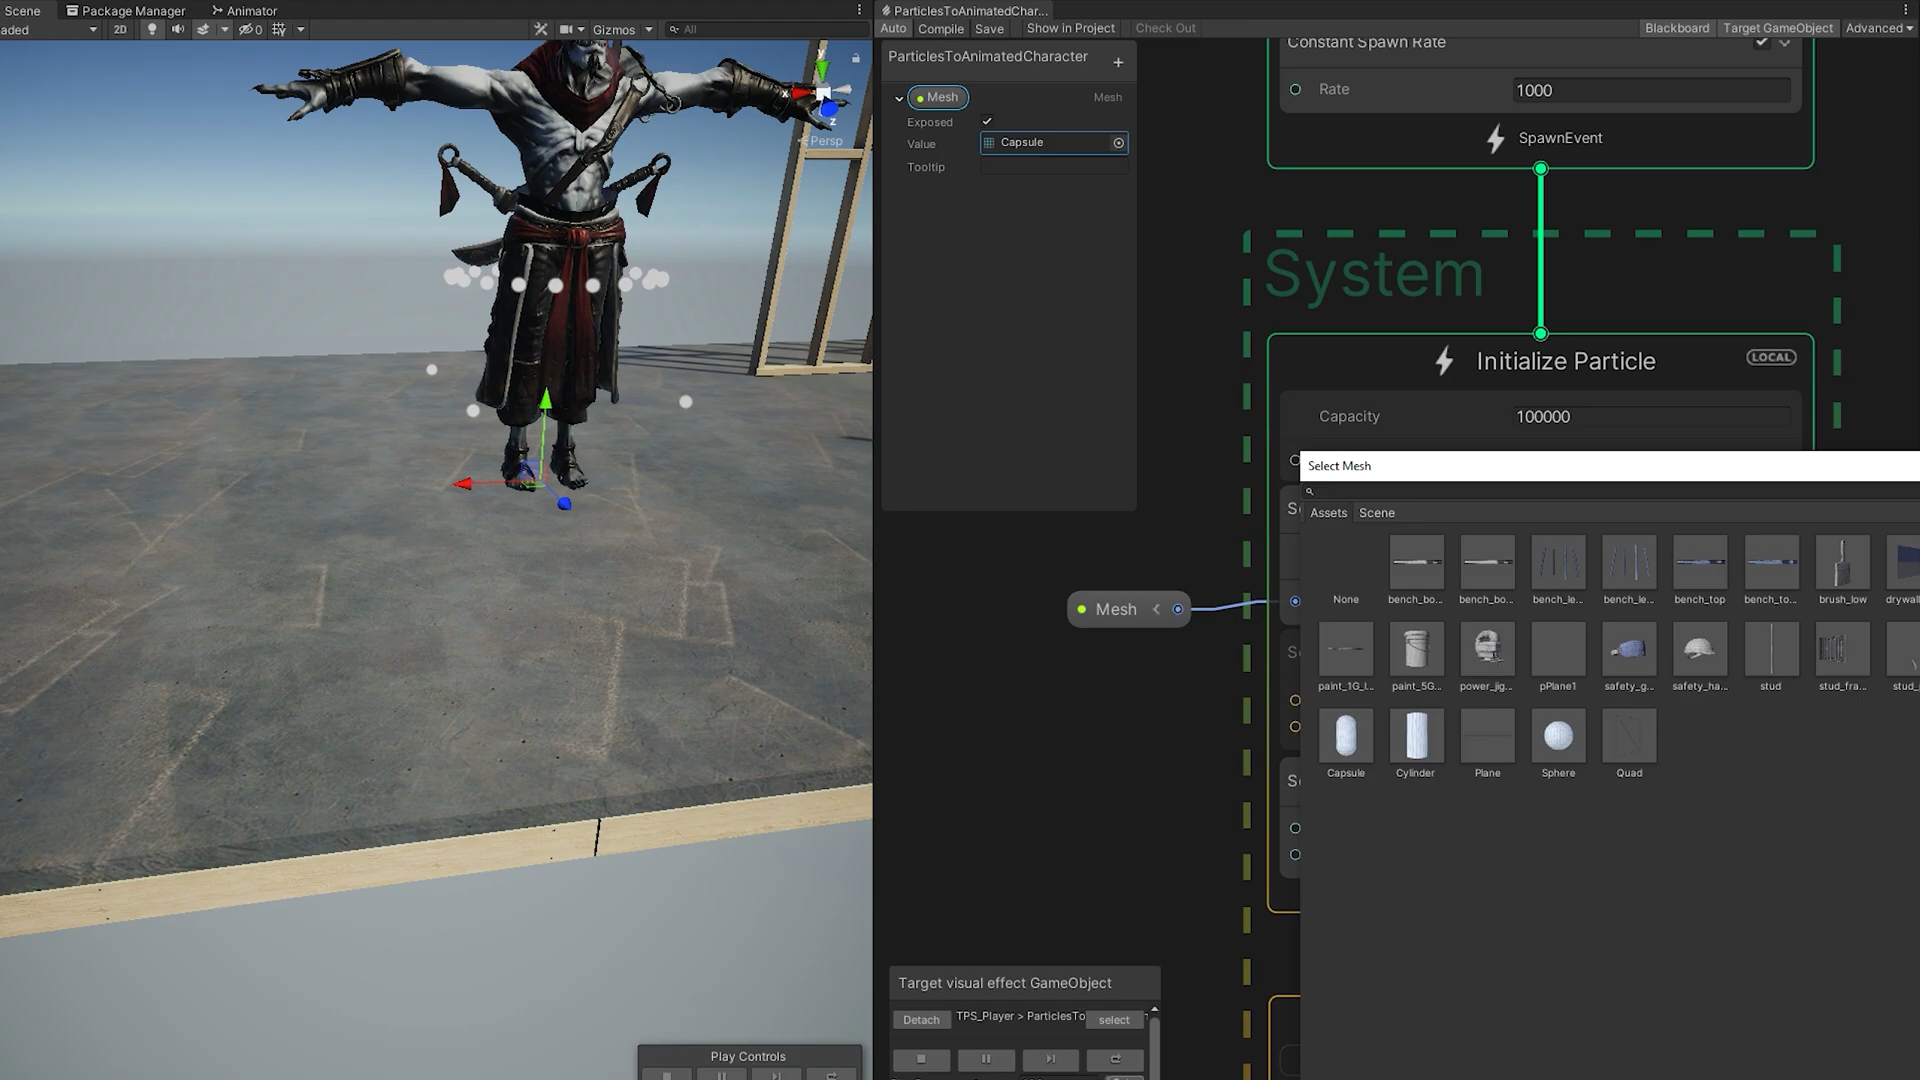 Scene
Package Manager
Animator
aded
2D
0
Gizmos
All
y
x
z
Persp
Play Controls
ParticlesToAnimatedChar...
Auto
Compile
Save
Show in Project
Check Out
Blackboard
Target GameObject
Advanced
ParticlesToAnimatedCharacter
+
Mesh
Mesh
Exposed
Value
Capsule
Tooltip
Constant Spawn Rate
Rate
1000
SpawnEvent
System
Initialize Particle
LOCAL
Capacity
100000
Mesh
Select Mesh
Assets
Scene
None
bench_bo...
bench_bo...
bench_le...
bench_le...
bench_top
bench_to...
brush_low
drywal
paint_1G_l...
paint_5G...
power_jig...
pPlane1
safety_g...
safety_ha...
stud
stud_fra...
stud_
Capsule
Cylinder
Plane
Sphere
Quad
Target visual effect GameObject
Detach
TPS_Player > ParticlesTo
select